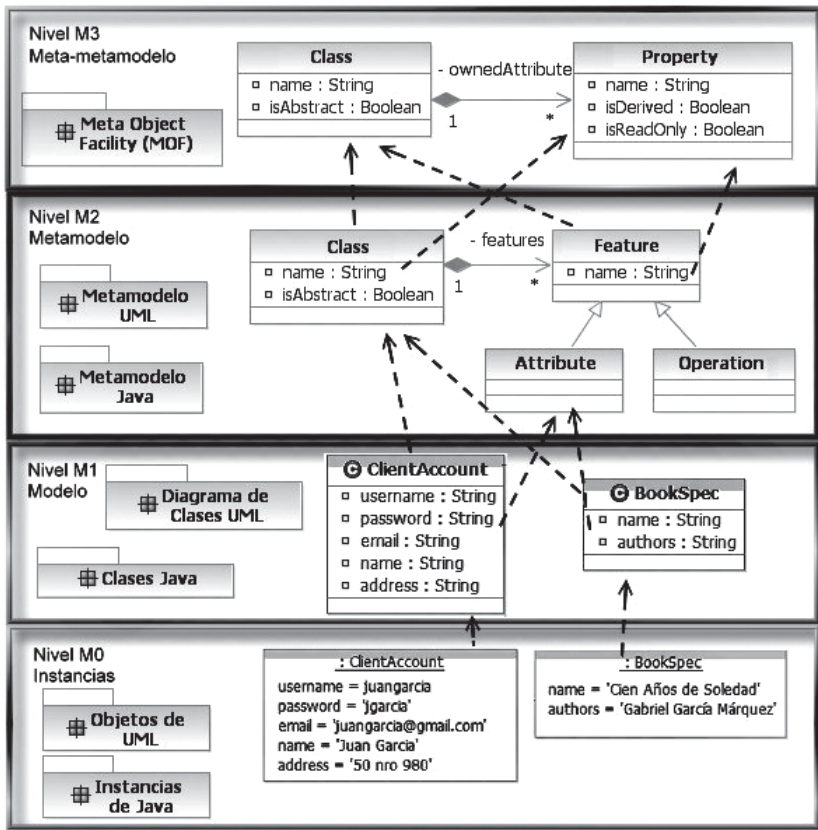 Nivel M3
Meta-metamodelo
Meta Object
Facility (MOF)
Class
name : String
isAbstract : Boolean
- ownedAttribute
1
*
Property
name : String
isDerived : Boolean
isReadOnly : Boolean
Nivel M2
Metamodelo
Metamodelo
UML
Metamodelo
Java
Class
name : String
isAbstract : Boolean
- features
1
*
Feature
name : String
Attribute
Operation
Nivel M1
Modelo
Diagrama de
Clases UML
Clases Java
C ClientAccount
username : String
password : String
email : String
name : String
address : String
C BookSpec
name : String
authors : String
Nivel M0
Instancias
Objetos de
UML
Instancias
de Java
: ClientAccount
username = juangarcia
password = 'jgarcia'
email = 'juangarcia@gmail.com'
name = 'Juan Garcia'
address = '50 nro 980'
: BookSpec
name = 'Cien Años de Soledad'
authors = 'Gabriel García Márquez'